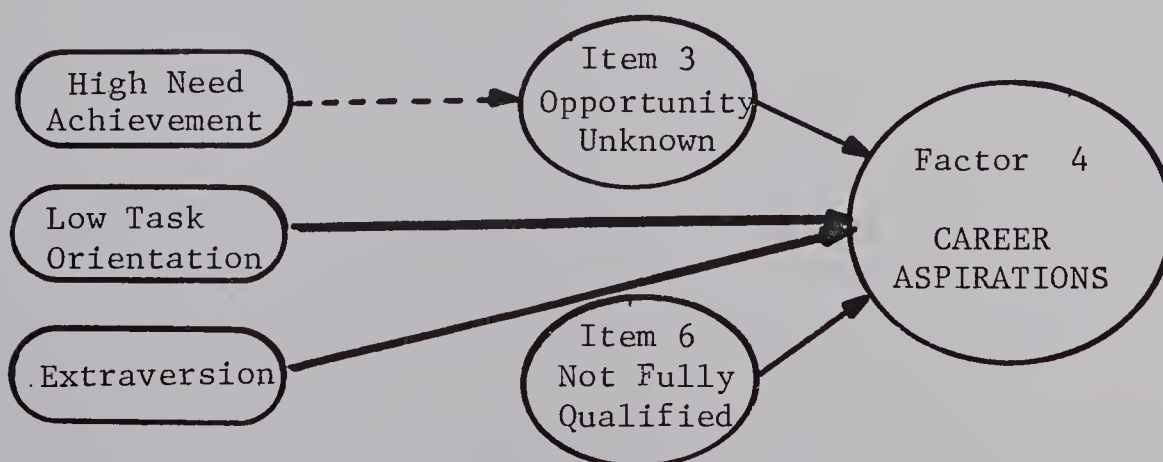 High Need
Achievement
Item 3
Opportunity
Unknown
Factor 4
CAREER
ASPIRATIONS
Low Task
Orientation
.Extraversion
Item 6
Not Fully
Qualified